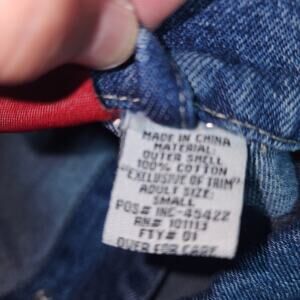 MADE IN CHINA
MATERIAL:
OUTER SHELL
100% COTTON
"EXCLUSIVE OF TRIM"
ADULT SIZE:
SMALL
POS# INC-45422
RN# 101113
FTY# 01
OVER FOR CARE